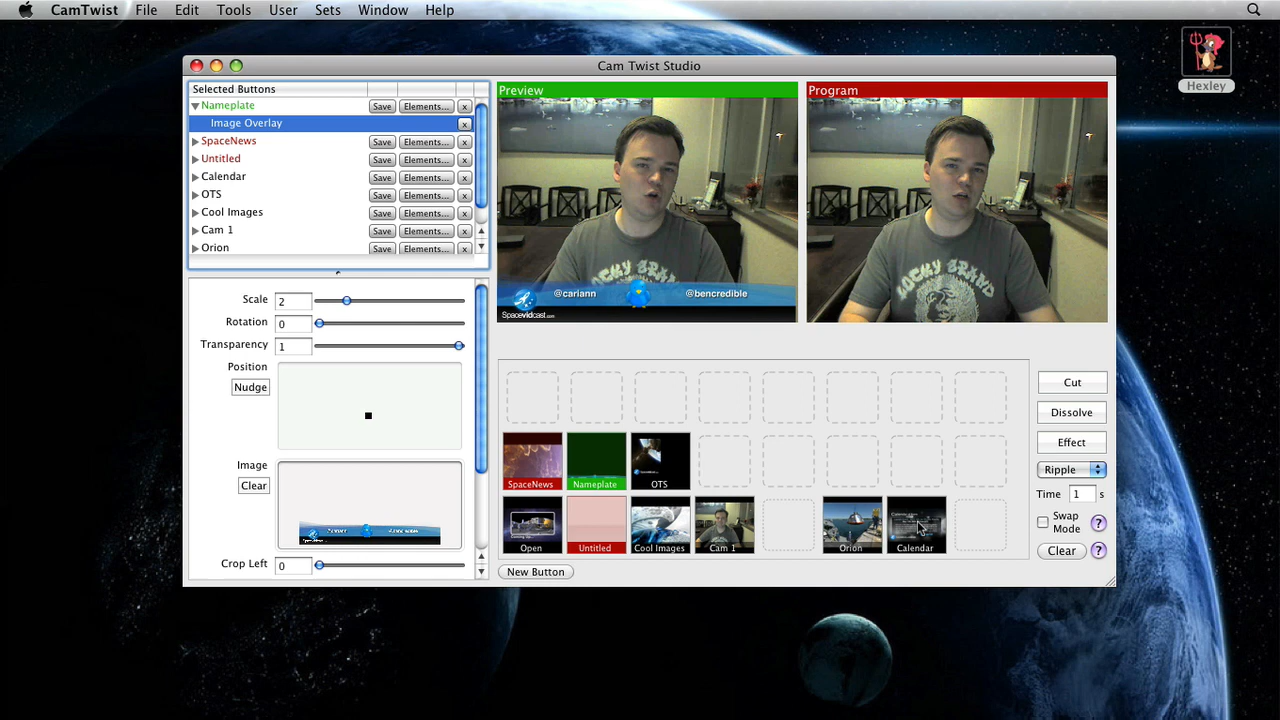 CamTwist File Edit Tools User Sets Window Help
Hexley
Cam Twist Studio
Selected Buttons
Nameplate Save Elements... x
Image Overlay x
SpaceNews Save Elements... x
Untitled Save Elements... x
Calendar Save Elements... x
OTS Save Elements... x
Cool Images Save Elements... x
Cam 1 Save Elements... x
Orion Save Elements... x
Scale 2
Rotation 0
Transparency 1
Position
Nudge
Image
Clear
Crop Left 0
Preview
@cariann @bencredible
Spacevidcast.com
Program
SpaceNews Nameplate OTS
Open Untitled Cool Images Cam 1 Orion Calendar
New Button
Cut
Dissolve
Effect
Ripple
Time 1 s
Swap
Mode ?
Clear ?